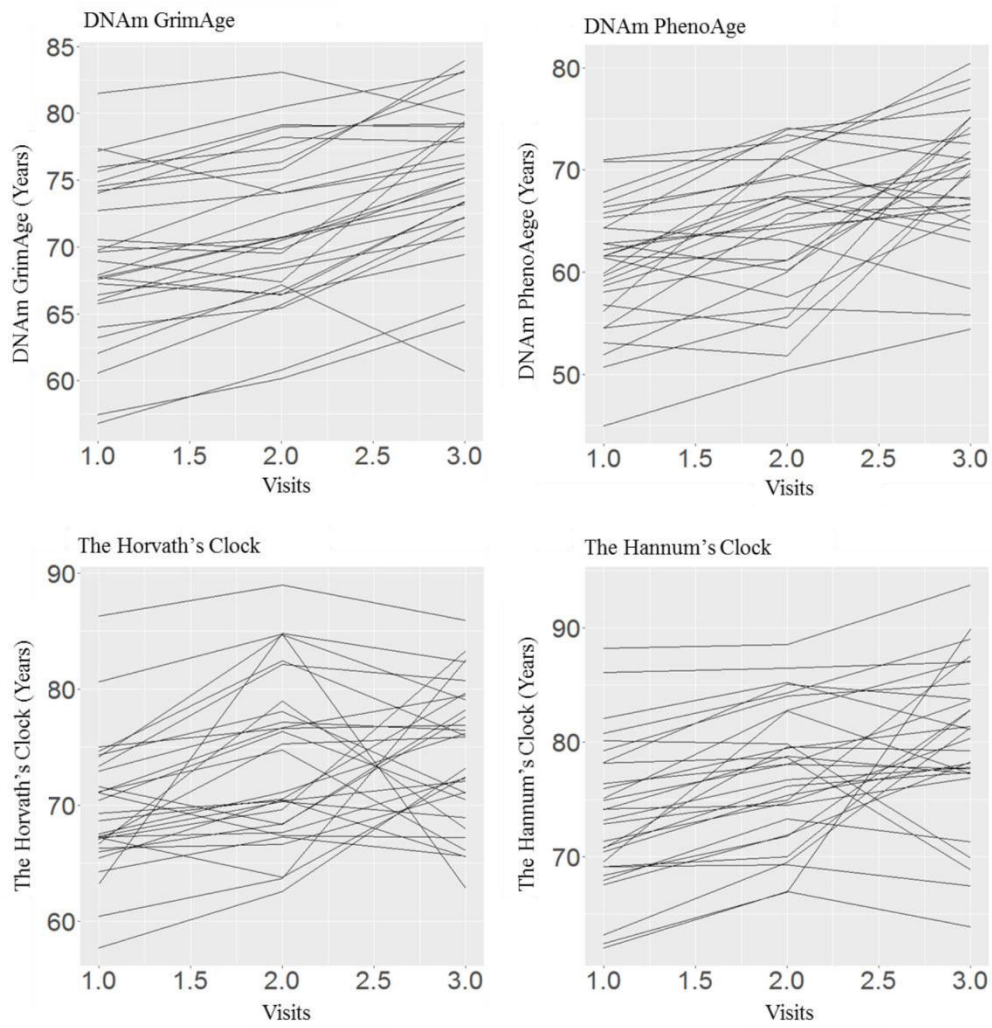 DNAm GrimAge
DNAm GrimAge (Years)
85
80
75
70
65
60
1.0 1.5 2.0 2.5 3.0
Visits
DNAm PhenoAge
DNAm PhenoAege (Years)
80
70
60
50
1.0 1.5 2.0 2.5 3.0
Visits
The Horvath’s Clock
The Horvath’s Clock (Years)
90
80
70
60
1.0 1.5 2.0 2.5 3.0
Visits
The Hannum’s Clock
The Hannum’s Clock (Years)
90
80
70
1.0 1.5 2.0 2.5 3.0
Visits